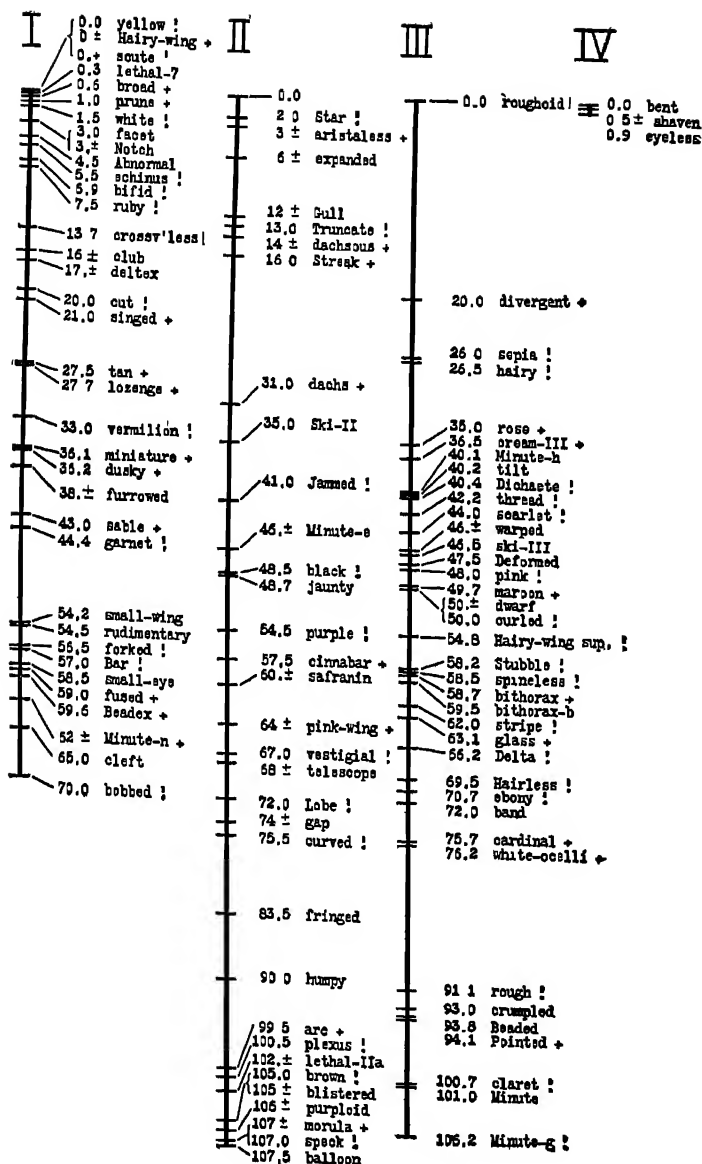 I
0.0 yellow !
0 ± Hairy-wing +
0.+ scute !
0.3 lethal-7
0.6 broad +
1.0 prune +
1.5 white !
3.0 facet
3.± Notch
4.5 Abnormal
5.5 echinus !
5.9 bifid !
7.5 ruby !
13 7 crossv'less!
16 ± club
17.± deltex
20.0 cut !
21.0 singed +
27.5 tan +
27 7 lozenge +
33.0 vermilion !
36.1 miniature +
36.2 dusky +
38.± furrowed
43.0 sable +
44.4 garnet !
54.2 small-wing
54.5 rudimentary
56.5 forked !
57.0 Bar !
58.5 small-eye
59.0 fused +
59.6 Beadex +
62 ± Minute-n +
65.0 cleft
70.0 bobbed !
II
0.0
2 0 Star !
3 ± aristaless +
6 ± expanded
12 ± Gull
13.0 Truncate !
14 ± dachsous +
16 0 Streak +
31.0 dachs +
35.0 Ski-II
41.0 Jammed !
46.± Minute-e
48.5 black !
48.7 jaunty
54.5 purple !
57.5 cinnabar +
60.± safranin
64 ± pink-wing +
67.0 vestigial !
68 ± telescope
72.0 Lobe !
74 ± gap
75.5 curved !
83.5 fringed
90 0 humpy
99 5 arc +
100.5 plexus !
102.± lethal-IIa
105.0 brown !
105 ± blistered
106 ± purploid
107 ± morula +
107.0 speck !
107.5 balloon
III
0.0 roughoid!
20.0 divergent +
26 0 sepia !
26.5 hairy !
35.0 rose +
36.5 cream-III +
40.1 Minute-h
40.2 tilt
40.4 Dichaete !
42.2 thread !
44.0 scarlet !
46.± warped
46.5 ski-III
47.5 Deformed
48.0 pink !
49.7 maroon +
50.± dwarf
50.0 curled !
54.8 Hairy-wing sup. !
58.2 Stubble !
58.5 spineless !
58.7 bithorax +
59.5 bithorax-b
62.0 stripe !
63.1 glass +
66.2 Delta !
69.5 Hairless !
70.7 ebony !
72.0 band
75.7 cardinal +
76.2 white-ocelli +
91 1 rough !
93.0 crumpled
93.8 Beaded
94.1 Pointed +
100.7 claret !
101.0 Minute
106.2 Minute-g !
IV
0.0 bent
0 5± shaven
0.9 eyeless